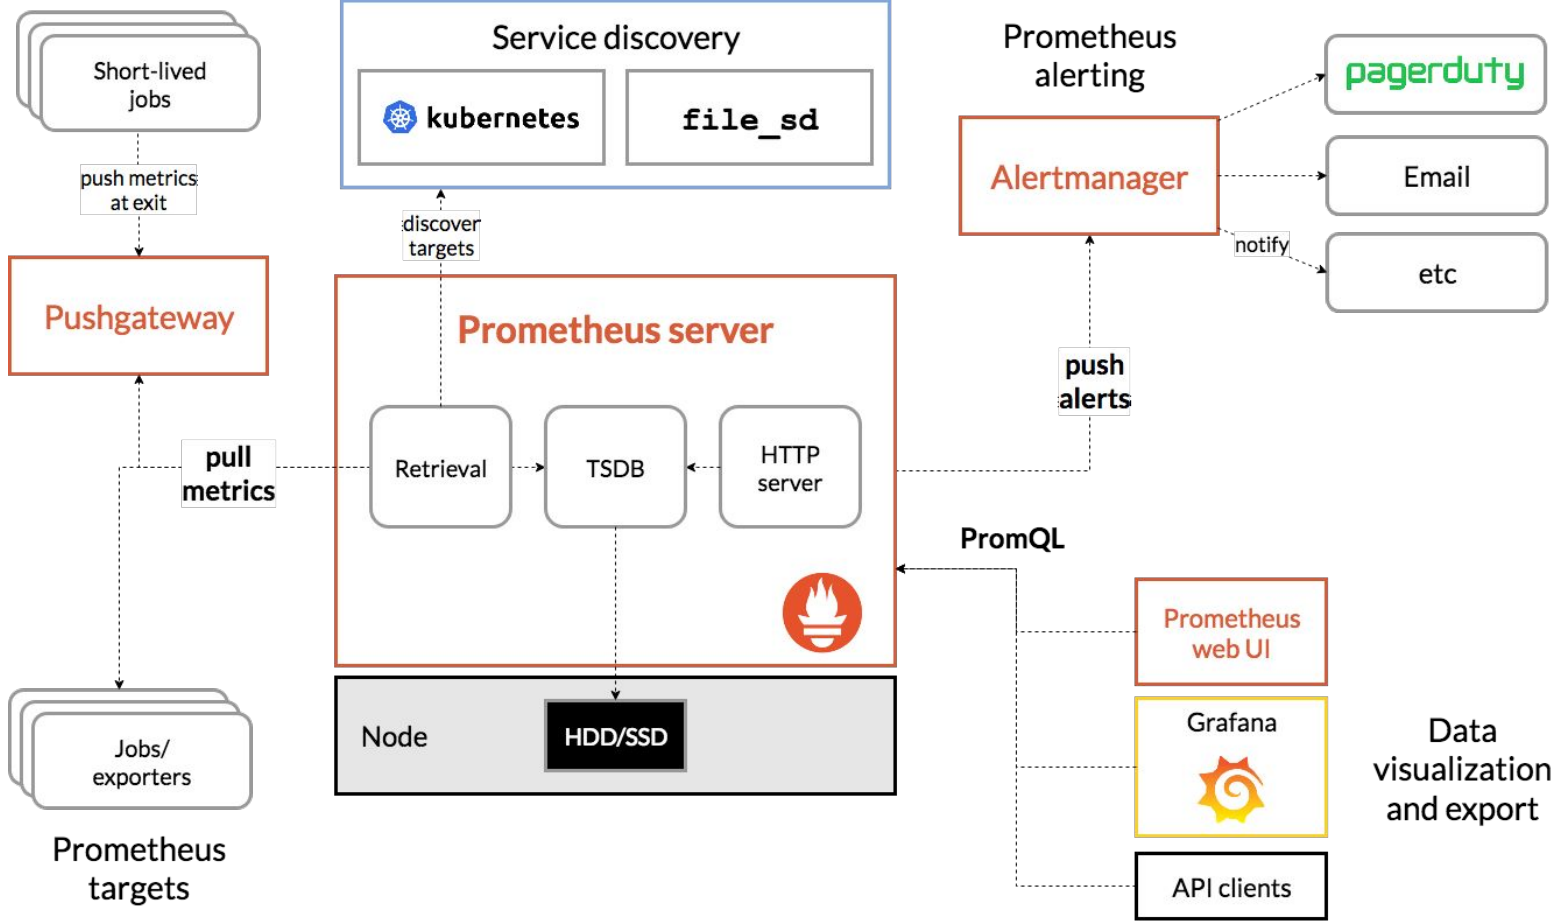 Short-lived
jobs
push metrics
at exit
Pushgateway
pull
metrics
Jobs/
exporters
Prometheus
targets
Service discovery
kubernetes
file_sd
discover
targets
Prometheus server
Retrieval
TSDB
HTTP
server
Node
HDD/SSD
Prometheus
alerting
Alertmanager
pagerduty
Email
notify
etc
push
alerts
PromQL
Prometheus
web UI
Grafana
API clients
Data
visualization
and export